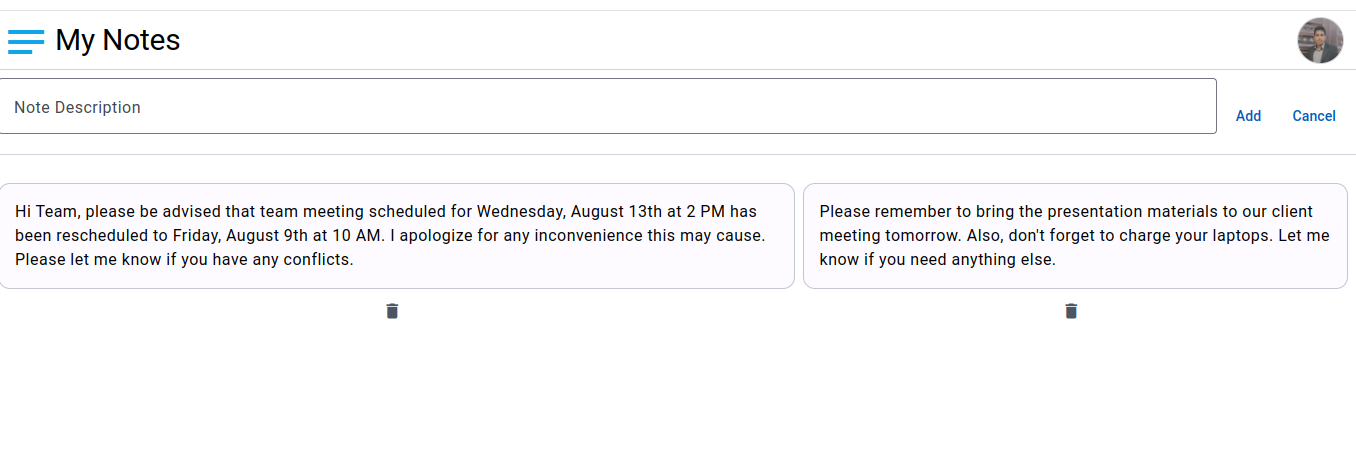 My Notes
Note Description
Add
Cancel
Hi Team, please be advised that team meeting scheduled for Wednesday, August 13th at 2 PM has
been rescheduled to Friday, August 9th at 10 AM. I apologize for any inconvenience this may cause.
Please let me know if you have any conflicts.
Please remember to bring the presentation materials to our client
meeting tomorrow. Also, don't forget to charge your laptops. Let me
know if you need anything else.